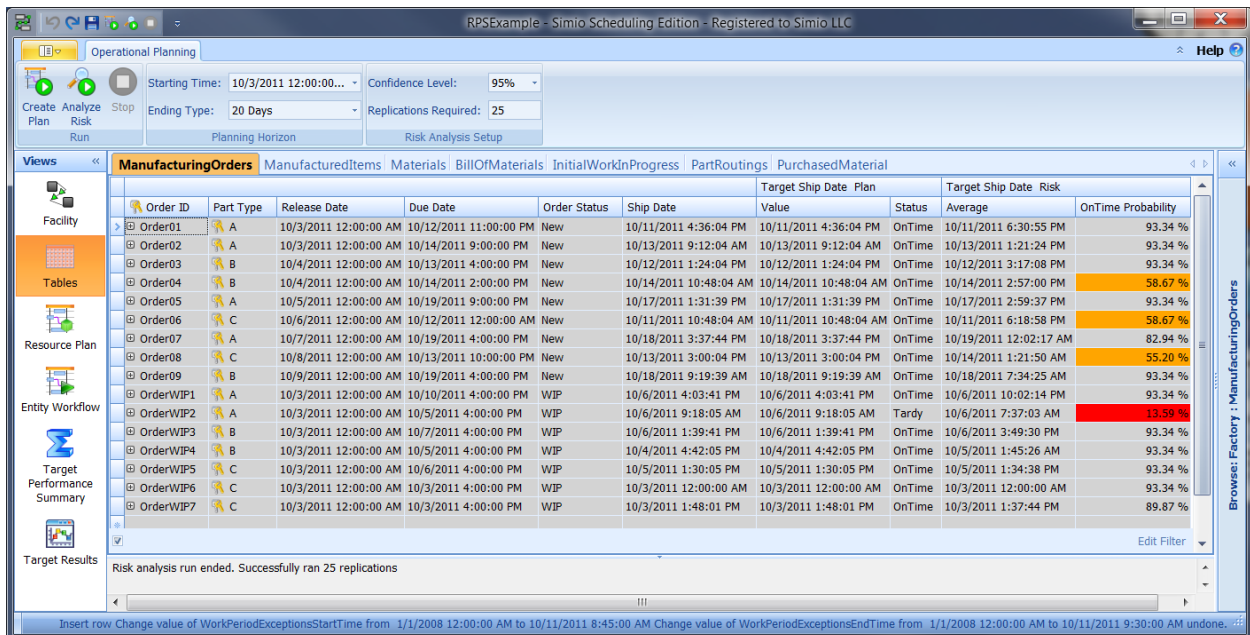 RPSExample - Simio Scheduling Edition - Registered to Simio LLC
Operational Planning
Help
Create Plan Analyze Risk Stop
Starting Time: 10/3/2011 12:00:00... Confidence Level: 95%
Ending Type: 20 Days Replications Required: 25
Run Planning Horizon Risk Analysis Setup
Views
Facility
Tables
Resource Plan
Entity Workflow
Target Performance Summary
Target Results
ManufacturingOrders ManufacturedItems Materials BillOfMaterials InitialWorkInProgress PartRoutings PurchasedMaterial
Target Ship Date Plan Target Ship Date Risk
Order ID Part Type Release Date Due Date Order Status Ship Date Value Status Average OnTime Probability
Order01 A 10/3/2011 12:00:00 AM 10/12/2011 11:00:00 PM New 10/11/2011 4:36:04 PM 10/11/2011 4:36:04 PM OnTime 10/11/2011 6:30:55 PM 93.34 %
Order02 A 10/3/2011 12:00:00 AM 10/14/2011 9:00:00 PM New 10/13/2011 9:12:04 AM 10/13/2011 9:12:04 AM OnTime 10/13/2011 1:21:24 PM 93.34 %
Order03 B 10/4/2011 12:00:00 AM 10/13/2011 4:00:00 PM New 10/12/2011 1:24:04 PM 10/12/2011 1:24:04 PM OnTime 10/12/2011 3:17:08 PM 93.34 %
Order04 B 10/4/2011 12:00:00 AM 10/14/2011 2:00:00 PM New 10/14/2011 10:48:04 AM 10/14/2011 10:48:04 AM OnTime 10/14/2011 2:57:00 PM 58.67 %
Order05 A 10/5/2011 12:00:00 AM 10/19/2011 9:00:00 PM New 10/17/2011 1:31:39 PM 10/17/2011 1:31:39 PM OnTime 10/17/2011 2:59:37 PM 93.34 %
Order06 C 10/6/2011 12:00:00 AM 10/12/2011 12:00:00 AM New 10/11/2011 10:48:04 AM 10/11/2011 10:48:04 AM OnTime 10/11/2011 6:18:58 PM 58.67 %
Order07 A 10/7/2011 12:00:00 AM 10/19/2011 4:00:00 PM New 10/18/2011 3:37:44 PM 10/18/2011 3:37:44 PM OnTime 10/19/2011 12:02:17 AM 82.94 %
Order08 C 10/8/2011 12:00:00 AM 10/13/2011 10:00:00 PM New 10/13/2011 3:00:04 PM 10/13/2011 3:00:04 PM OnTime 10/14/2011 1:21:50 AM 55.20 %
Order09 B 10/9/2011 12:00:00 AM 10/19/2011 4:00:00 PM New 10/18/2011 9:19:39 AM 10/18/2011 9:19:39 AM OnTime 10/18/2011 7:34:25 AM 93.34 %
OrderWIP1 A 10/3/2011 12:00:00 AM 10/10/2011 4:00:00 PM WIP 10/6/2011 4:03:41 PM 10/6/2011 4:03:41 PM OnTime 10/6/2011 10:02:14 PM 93.34 %
OrderWIP2 A 10/3/2011 12:00:00 AM 10/5/2011 4:00:00 PM WIP 10/6/2011 9:18:05 AM 10/6/2011 9:18:05 AM Tardy 10/6/2011 7:37:03 AM 13.59 %
OrderWIP3 B 10/3/2011 12:00:00 AM 10/7/2011 4:00:00 PM WIP 10/6/2011 1:39:41 PM 10/6/2011 1:39:41 PM OnTime 10/6/2011 3:49:30 PM 93.34 %
OrderWIP4 B 10/3/2011 12:00:00 AM 10/5/2011 4:00:00 PM WIP 10/4/2011 4:42:05 PM 10/4/2011 4:42:05 PM OnTime 10/5/2011 1:45:26 AM 93.34 %
OrderWIP5 C 10/3/2011 12:00:00 AM 10/6/2011 4:00:00 PM WIP 10/5/2011 1:30:05 PM 10/5/2011 1:30:05 PM OnTime 10/5/2011 1:34:38 PM 93.34 %
OrderWIP6 C 10/3/2011 12:00:00 AM 10/3/2011 4:00:00 PM WIP 10/3/2011 12:00:00 AM 10/3/2011 12:00:00 AM OnTime 10/3/2011 12:00:00 AM 93.34 %
OrderWIP7 C 10/3/2011 12:00:00 AM 10/3/2011 4:00:00 PM WIP 10/3/2011 1:48:01 PM 10/3/2011 1:48:01 PM OnTime 10/3/2011 1:37:44 PM 89.87 %
Edit Filter
Browse: Factory : ManufacturingOrders
Risk analysis run ended. Successfully ran 25 replications
Insert row Change value of WorkPeriodExceptionsStartTime from 1/1/2008 12:00:00 AM to 10/11/2011 8:45:00 AM Change value of WorkPeriodExceptionsEndTime from 1/1/2008 12:00:00 AM to 10/11/2011 9:30:00 AM undone.